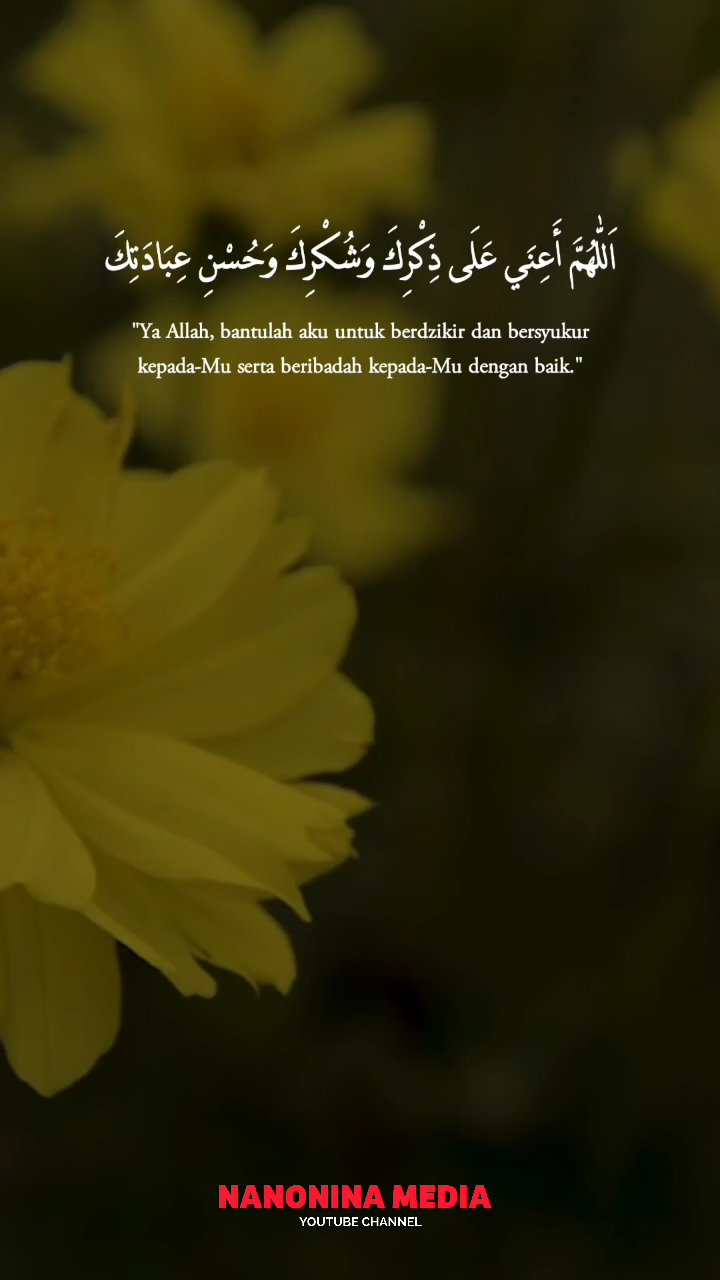 اَللّٰهُمَّ أَعِنَي عَلَى ذِكْرِكَ وَشُكْرِكَ وَحُسْنِ عِبَادَتِكَ
"Ya Allah, bantulah aku untuk berdzikir dan bersyukur
kepada-Mu serta beribadah kepada-Mu dengan baik."
NANONINA MEDIA
YOUTUBE CHANNEL